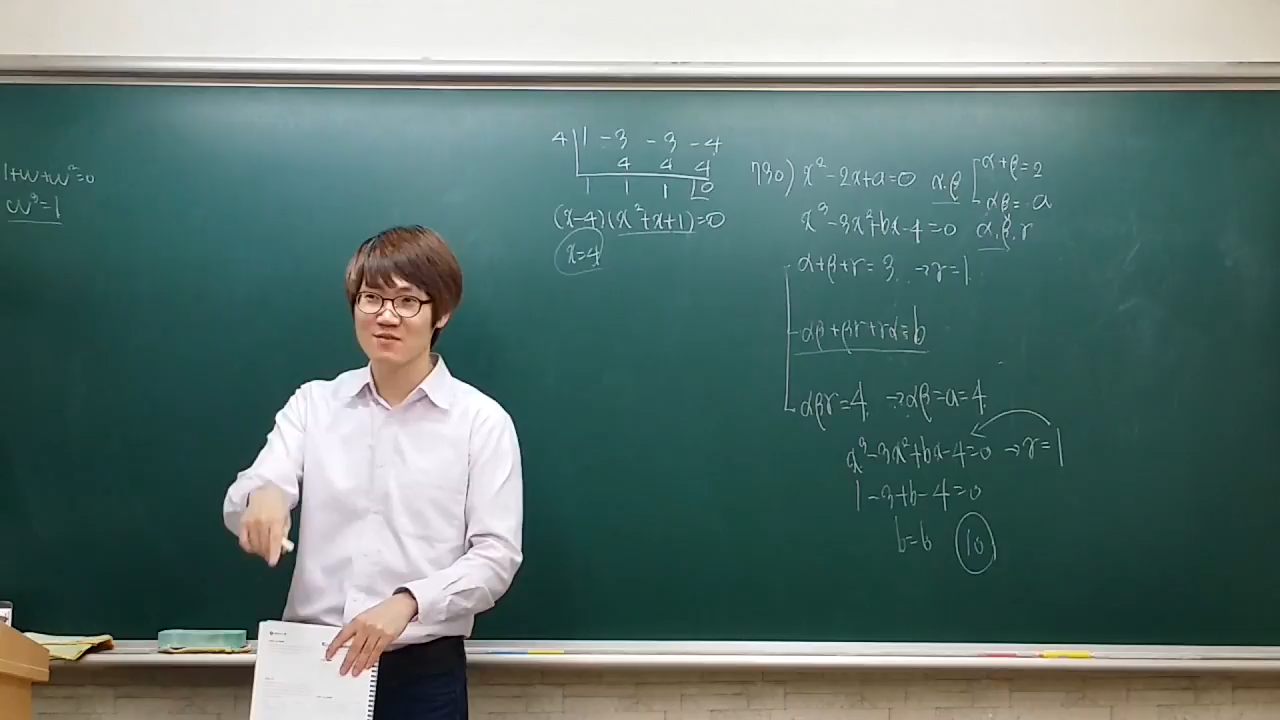 1+ω+ω²=0
ω³=1
4 | 1 -3 -3 -4
4 4 4
1 1 1 0
(x-4)(x²+x+1)=0
x=4
730) x²-2x+a=0 α,β α+β=2
αβ=a
x³-3x²+bx-4=0 α,β,γ
α+β+γ=3 → γ=1
αβ+βγ+γα=b
αβγ=4 → αβ=a=4
x³-3x²+bx-4=0 → γ=1
1-3+b-4=0
b=6 10